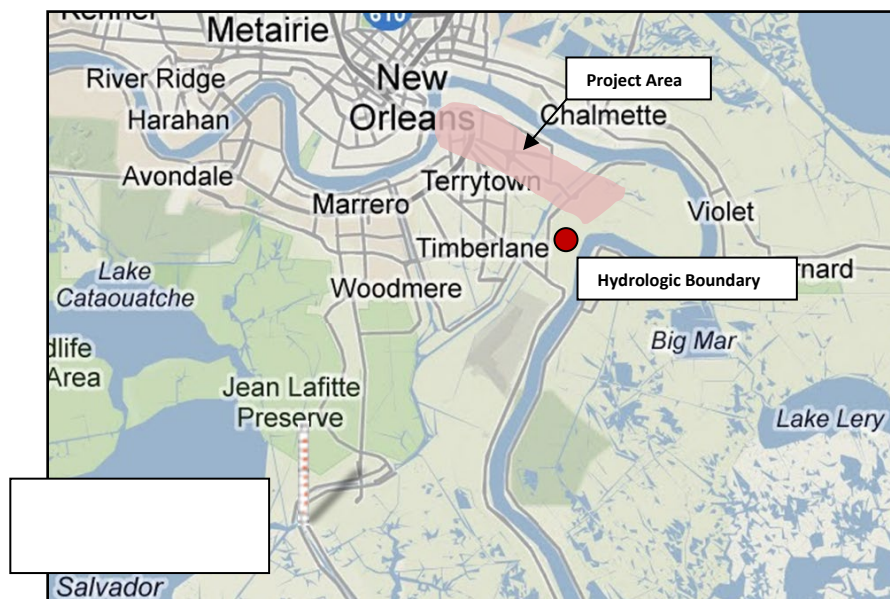 610
Metairie
River Ridge
New
Orleans
Project Area
Harahan
Chalmette
Avondale
Terrytown
Marrero
Violet
Timberlane
Lake
Cataouatche
Woodmere
Hydrologic Boundary
rnard
dlife
Area
Big Mar
Jean Lafitte
Preserve
Lake Lery
Salvador